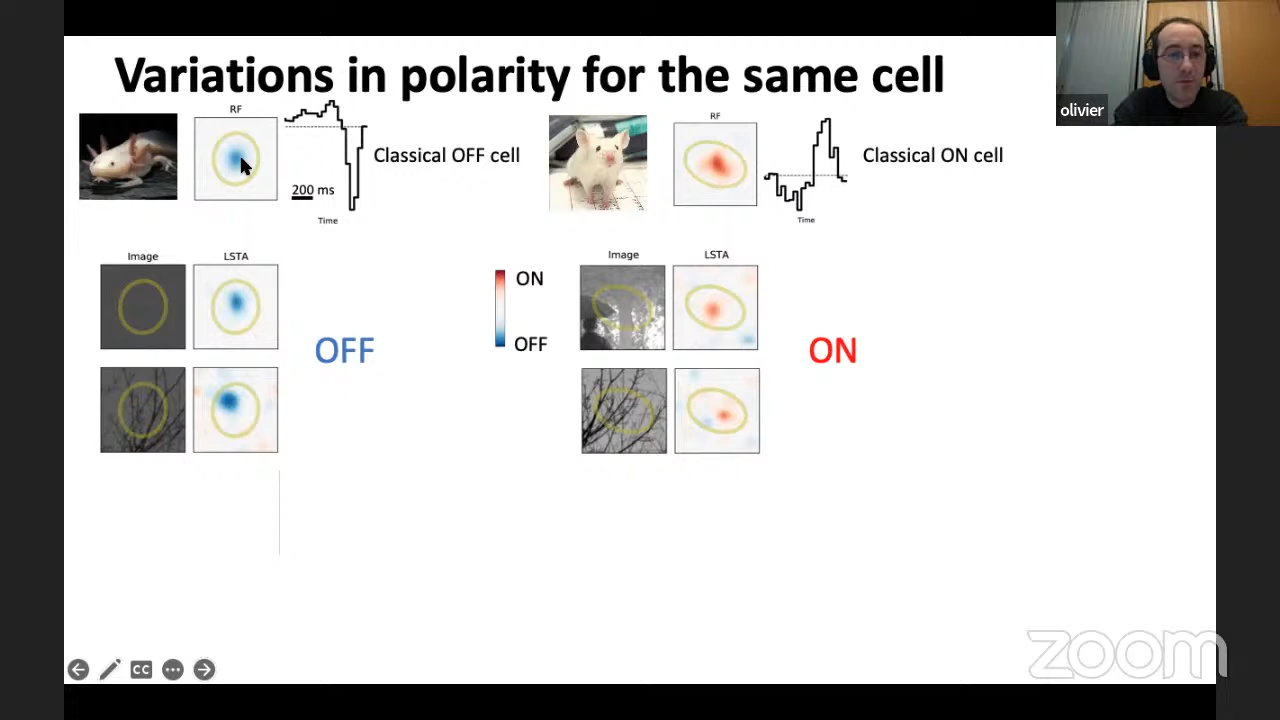 Variations in polarity for the same cell
olivier
RF
Classical OFF cell
200 ms
Time
RF
Classical ON cell
Time
Image
LSTA
OFF
ON
OFF
Image
LSTA
ON
CC
zoom